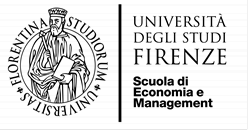 FLORENTINA STUDIORUM UNIVERSITAS
UNIVERSITÀ
DEGLI STUDI
FIRENZE
Scuola di
Economia e
Management